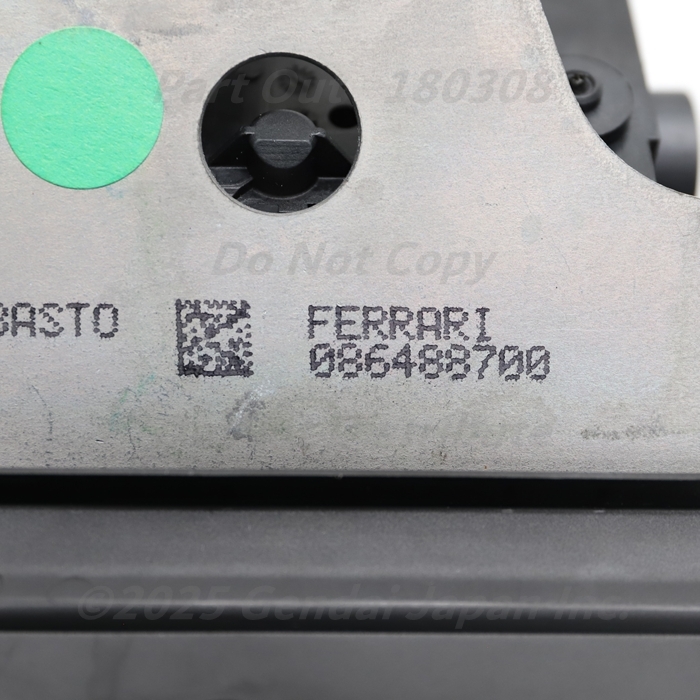 Part Out: 180308
Do Not Copy
BASTO
FERRARI
086488700
©2025 Gendai Japan Inc.